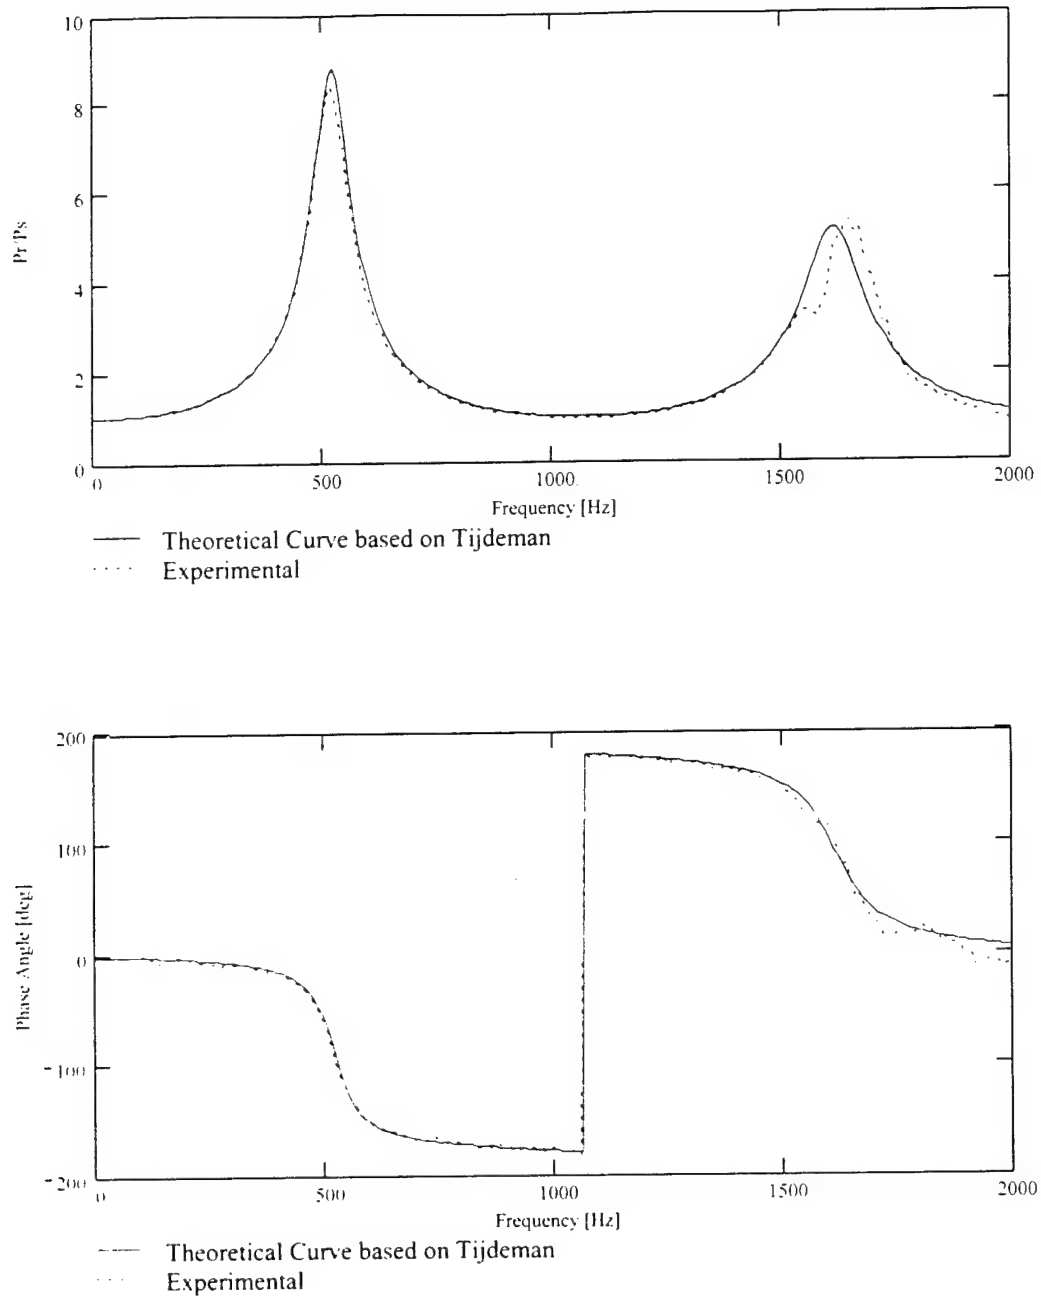 10
8
6
4
2
0
Pr/Ps
0 500 1000 1500 2000
Frequency [Hz]
Theoretical Curve based on Tijdeman
Experimental
200
100
0
-100
-200
Phase Angle [deg]
0 500 1000 1500 2000
Frequency [Hz]
Theoretical Curve based on Tijdeman
Experimental